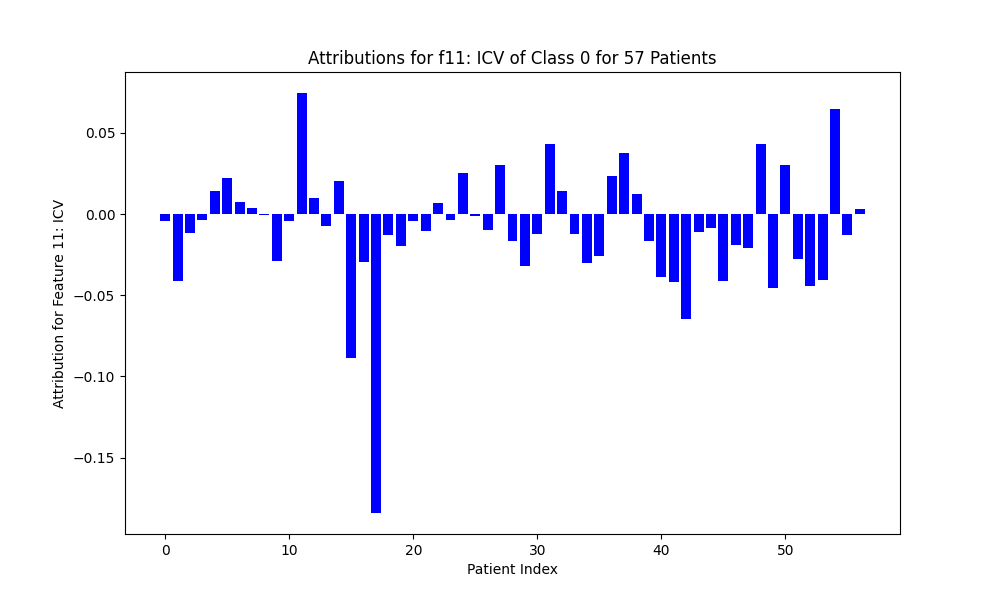 Attributions for f11: ICV of Class 0 for 57 Patients
Attribution for Feature 11: ICV
0.05
0.00
−0.05
−0.10
−0.15
0 10 20 30 40 50
Patient Index